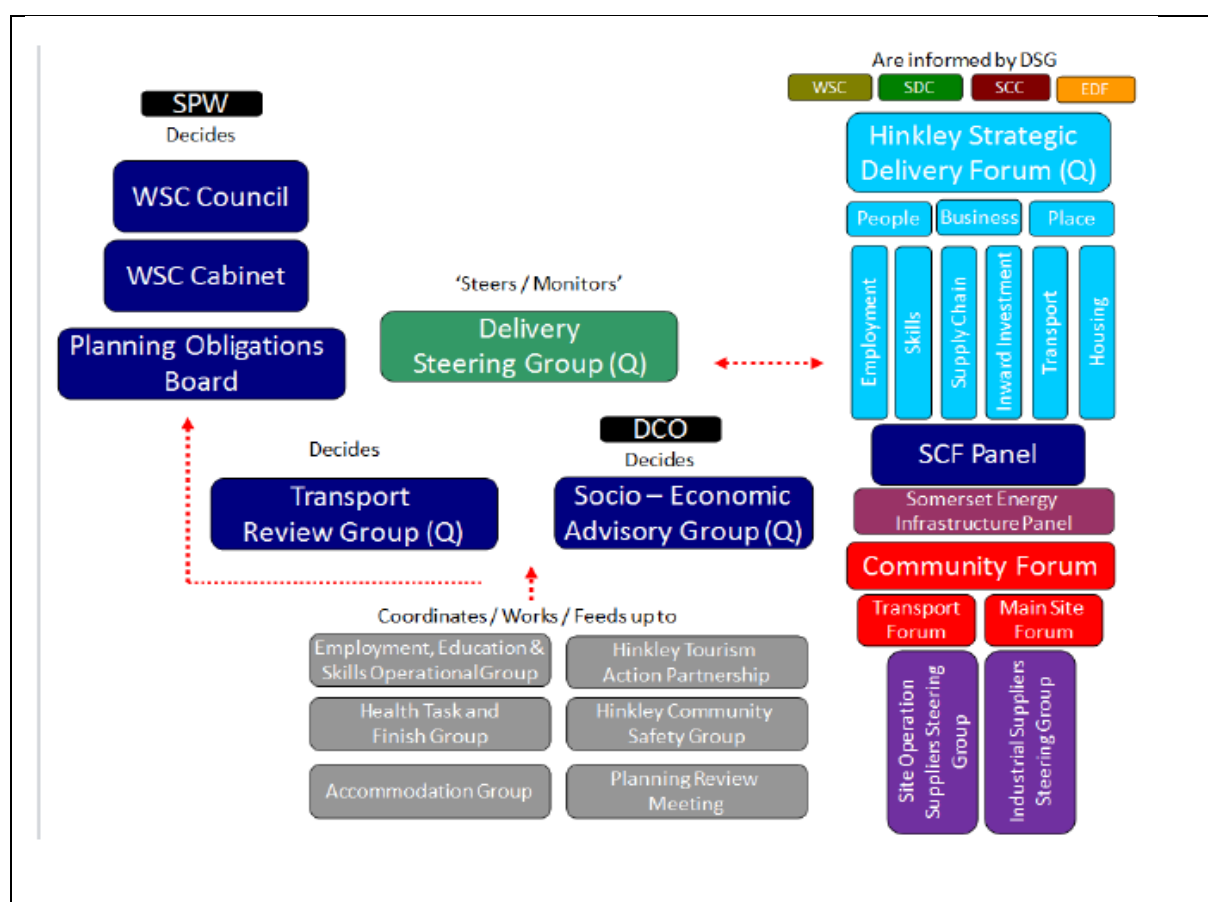 SPW
Decides
WSC Council
WSC Cabinet
Planning Obligations
Board
'Steers / Monitors'
Delivery
Steering Group (Q)
Decides
Transport
Review Group (Q)
DCO
Decides
Socio – Economic
Advisory Group (Q)
Coordinates / Works / Feeds up to
Employment, Education &
Skills Operational Group
Hinkley Tourism
Action Partnership
Health Task and
Finish Group
Hinkley Community
Safety Group
Accommodation Group
Planning Review
Meeting
Are informed by DSG
WSC
SDC
SCC
EDF
Hinkley Strategic
Delivery Forum (Q)
People
Business
Place
Employment
Skills
Supply Chain
Inward Investment
Transport
Housing
SCF Panel
Somerset Energy
Infrastructure Panel
Community Forum
Transport
Forum
Main Site
Forum
Site Operation
Suppliers Steering
Group
Industrial Suppliers
Steering Group